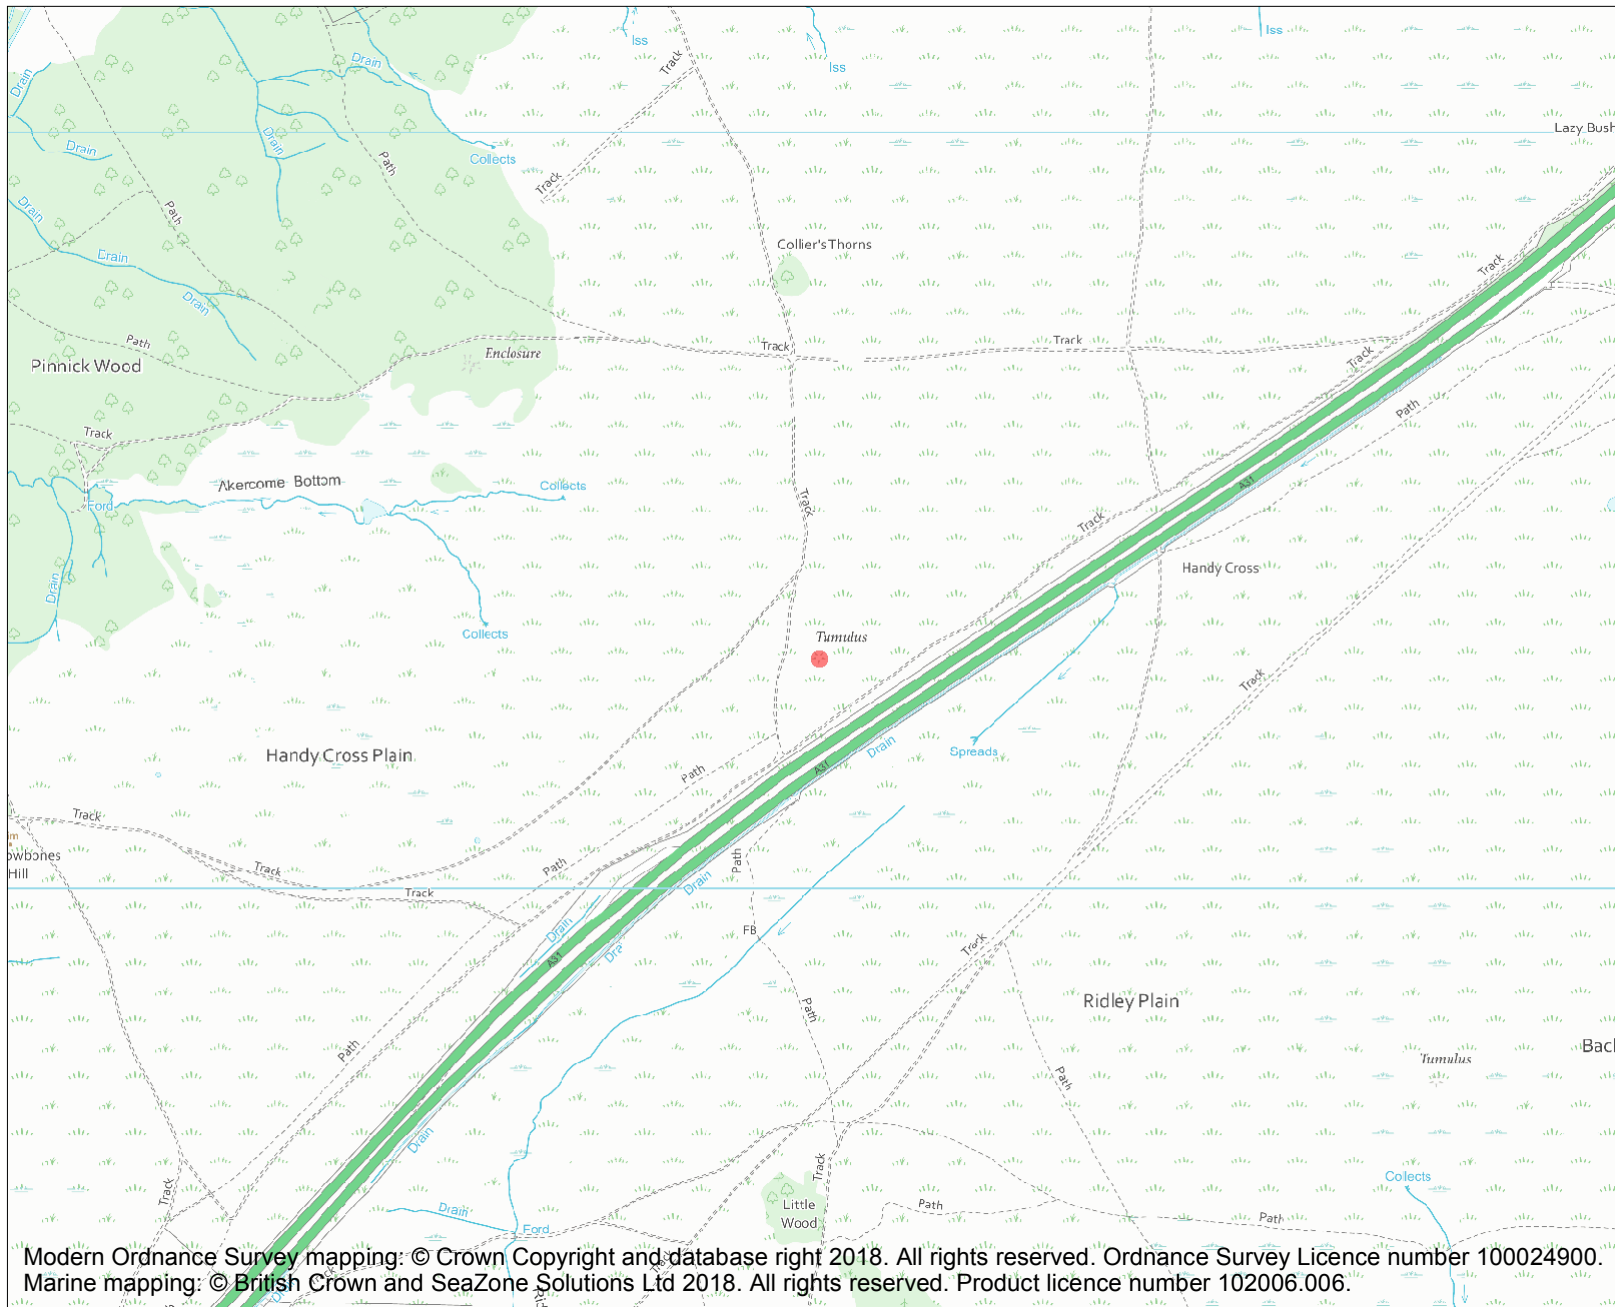 Iss
Iss
Iss
Track
Drain
Drain
Lazy Bush
Drain
Drain
Path
Collects
Track
Path
Drain
Collier's Thorns
Drain
Track
Drain
Path
Track
Track
Enclosure
Track
Pinnick Wood
Path
Track
Akercome Bottom
Collects
A31
Track
Ford
Track
Handy Cross
Drain
Collects
Tumulus
Track
Handy Cross Plain
Path
A31
Drain
Spreads
Track
owbones
Hill
Path
Path
Track
Track
Drain
Drain
FB
Track
A31
Dra
Path
Ridley Plain
Path
Bac
Tumulus
Path
Drain
Track
Track
Collects
Little
Wood
Path
Path
Drain
Ford
Track
Track
Modern Ordnance Survey mapping: © Crown Copyright and database right 2018. All rights reserved. Ordnance Survey Licence number 100024900.
Marine mapping: © British Crown and SeaZone Solutions Ltd 2018. All rights reserved. Product licence number 102006.006.